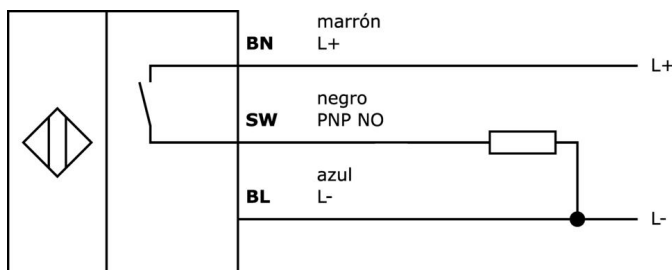 marrón
BN L+
L+
negro
SW PNP NO
azul
BL L-
L-